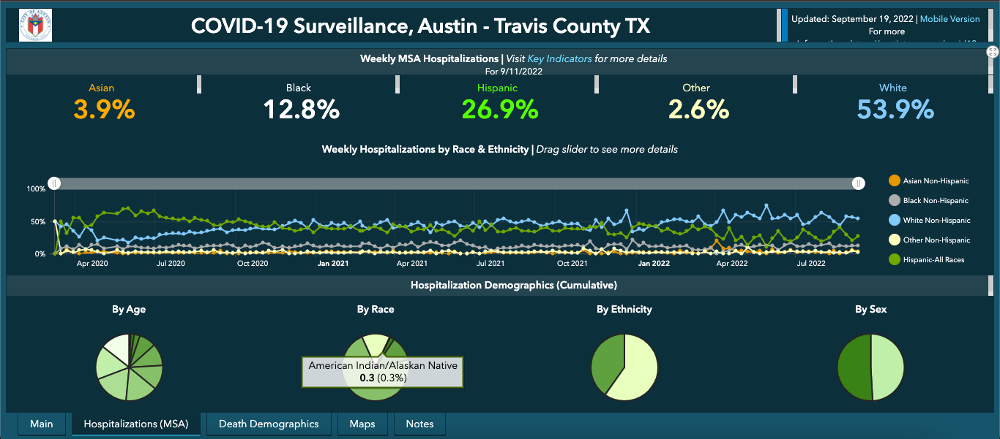 COVID-19 Surveillance, Austin - Travis County TX
Updated: September 19, 2022 | Mobile Version
For more
Weekly MSA Hospitalizations | Visit Key Indicators for more details
For 9/11/2022
Asian
3.9%
Black
12.8%
Hispanic
26.9%
Other
2.6%
White
53.9%
Weekly Hospitalizations by Race & Ethnicity | Drag slider to see more details
100%
50%
0%
Apr 2020 Jul 2020 Oct 2020 Jan 2021 Apr 2021 Jul 2021 Oct 2021 Jan 2022 Apr 2022 Jul 2022
Asian Non-Hispanic
Black Non-Hispanic
White Non-Hispanic
Other Non-Hispanic
Hispanic-All Races
Hospitalization Demographics (Cumulative)
By Age
By Race
By Ethnicity
By Sex
American Indian/Alaskan Native
0.3 (0.3%)
Main
Hospitalizations (MSA)
Death Demographics
Maps
Notes